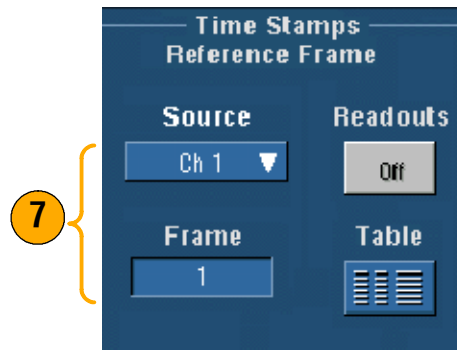 Time Stamps
Reference Frame
Source
Readouts
Ch 1
Off
7
Frame
Table
1